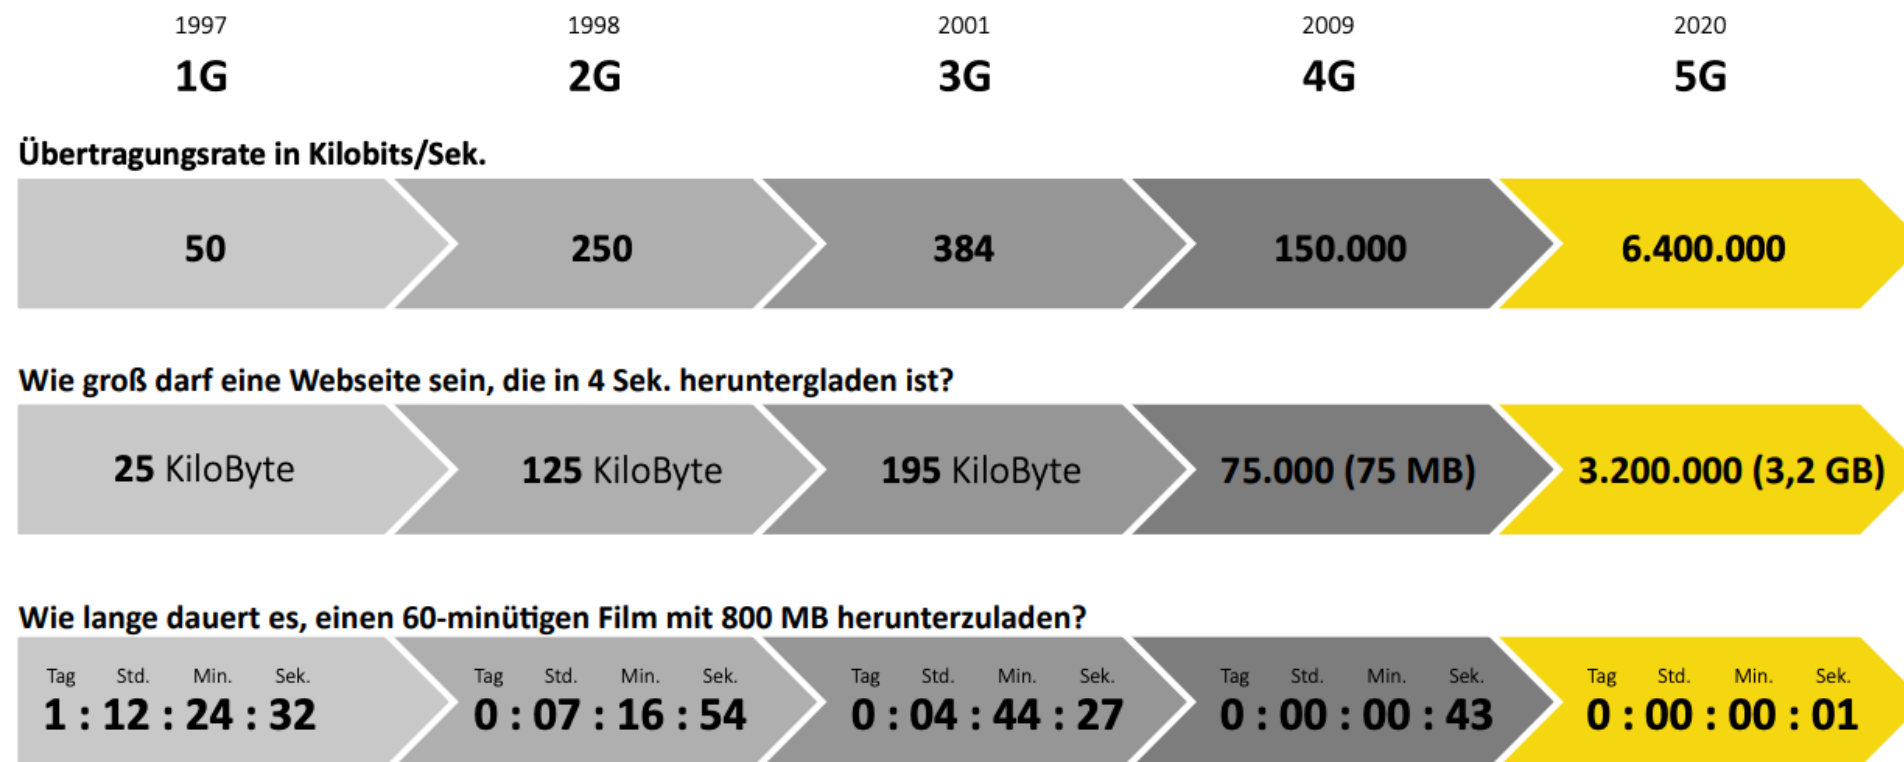 1997 1998 2001 2009 2020
1G 2G 3G 4G 5G
Übertragungsrate in Kilobits/Sek.
50 250 384 150.000 6.400.000
Wie groß darf eine Webseite sein, die in 4 Sek. heruntergladen ist?
25 KiloByte 125 KiloByte 195 KiloByte 75.000 (75 MB) 3.200.000 (3,2 GB)
Wie lange dauert es, einen 60-minütigen Film mit 800 MB herunterzuladen?
Tag Std. Min. Sek. Tag Std. Min. Sek. Tag Std. Min. Sek. Tag Std. Min. Sek. Tag Std. Min. Sek.
1 : 12 : 24 : 32 0 : 07 : 16 : 54 0 : 04 : 44 : 27 0 : 00 : 00 : 43 0 : 00 : 00 : 01